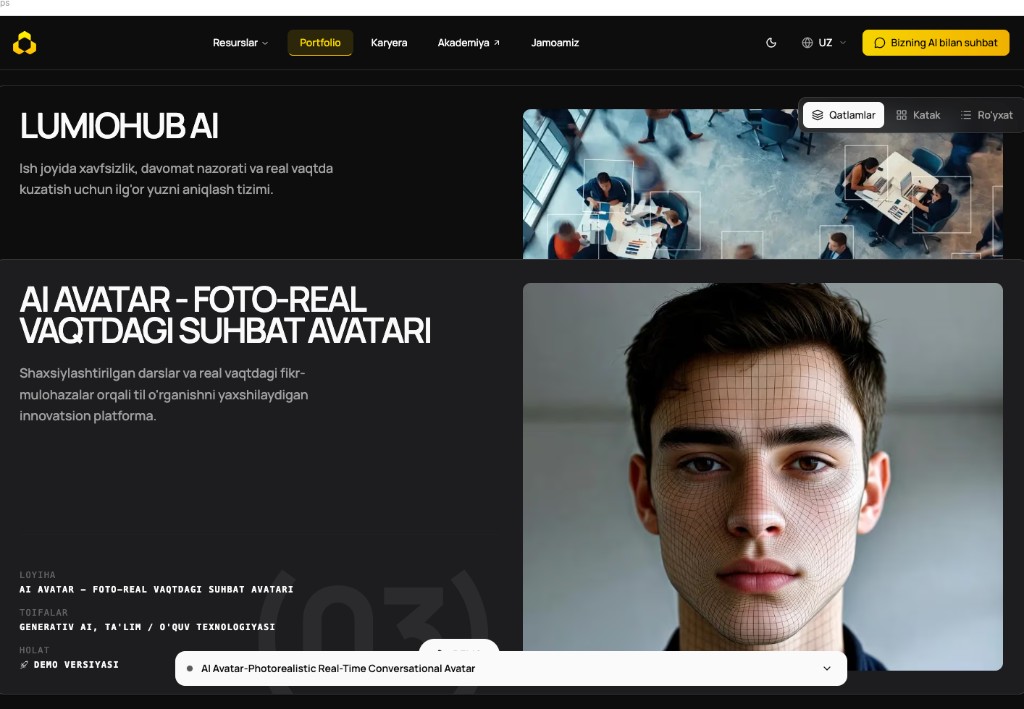 ps
Resurslar
Portfolio
Karyera
Akademiya
Jamoamiz
UZ
Bizning AI bilan suhbat
LUMIOHUB AI
Ish joyida xavfsizlik, davomat nazorati va real vaqtda
kuzatish uchun ilg'or yuzni aniqlash tizimi.
Qatlamlar
Katak
Ro'yxat
AI AVATAR - FOTO-REAL
VAQTDAGI SUHBAT AVATARI
Shaxsiylashtirilgan darslar va real vaqtdagi fikr-
mulohazalar orqali til o'rganishni yaxshilaydigan
innovatsion platforma.
LOYIHA
AI AVATAR - FOTO-REAL VAQTDAGI SUHBAT AVATARI
TOIFALAR
GENERATIV AI, TA'LIM / O'QUV TEXNOLOGIYASI
HOLAT
DEMO VERSIYASI
(03)
AI Avatar-Photorealistic Real-Time Conversational Avatar